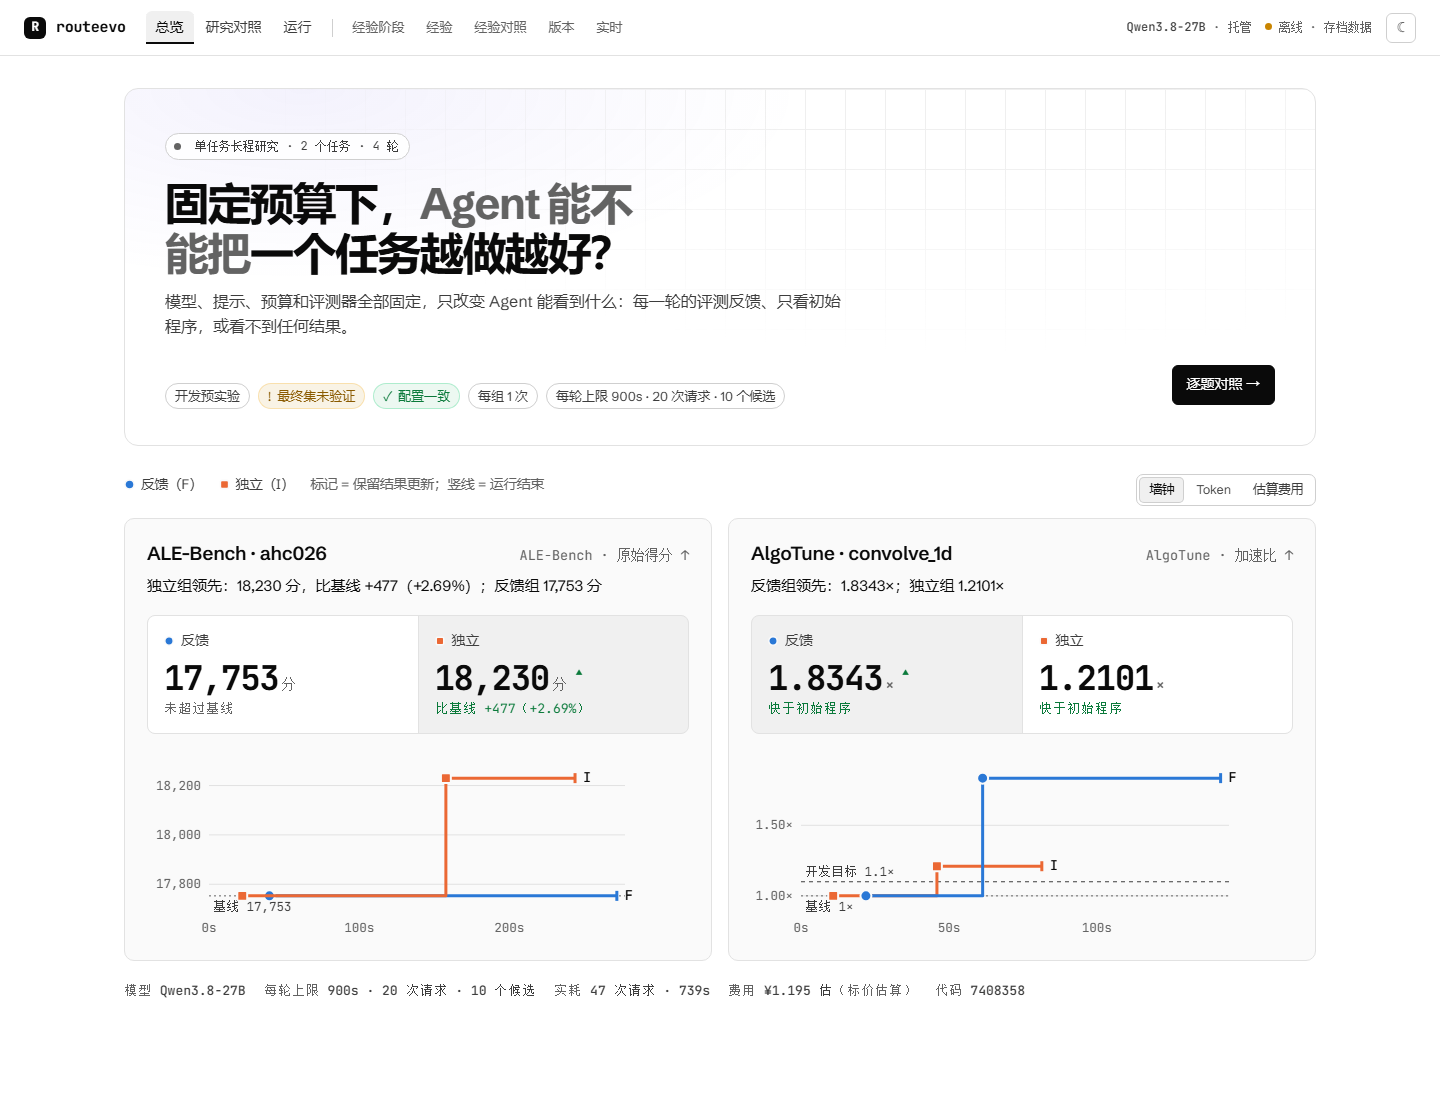 R routeevo 总览 研究对照 运行 经验阶段 经验 经验对照 版本 实时 Qwen3.8-27B · 托管 离线 · 存档数据
单任务长程研究 · 2 个任务 · 4 轮
固定预算下，Agent 能不
能把一个任务越做越好？
模型、提示、预算和评测器全部固定，只改变 Agent 能看到什么：每一轮的评测反馈、只看初始
程序，或看不到任何结果。
开发预实验 ! 最终集未验证 ✓ 配置一致 每组 1 次 每轮上限 900s · 20 次请求 · 10 个候选
逐题对照 →
反馈（F） 独立（I） 标记 = 保留结果更新；竖线 = 运行结束
墙钟 Token 估算费用
ALE-Bench · ahc026 ALE-Bench · 原始得分 ↑
独立组领先：18,230 分，比基线 +477（+2.69%）；反馈组 17,753 分
反馈
17,753 分
未超过基线
独立
18,230 分 ▲
比基线 +477（+2.69%）
18,200
18,000
17,800
I
F
基线 17,753
0s 100s 200s
AlgoTune · convolve_1d AlgoTune · 加速比 ↑
反馈组领先：1.8343×；独立组 1.2101×
反馈
1.8343× ▲
快于初始程序
独立
1.2101×
快于初始程序
F
1.50×
I
开发目标 1.1×
1.00×
基线 1×
0s 50s 100s
模型 Qwen3.8-27B 每轮上限 900s · 20 次请求 · 10 个候选 实耗 47 次请求 · 739s 费用 ¥1.195 估（标价估算） 代码 7408358